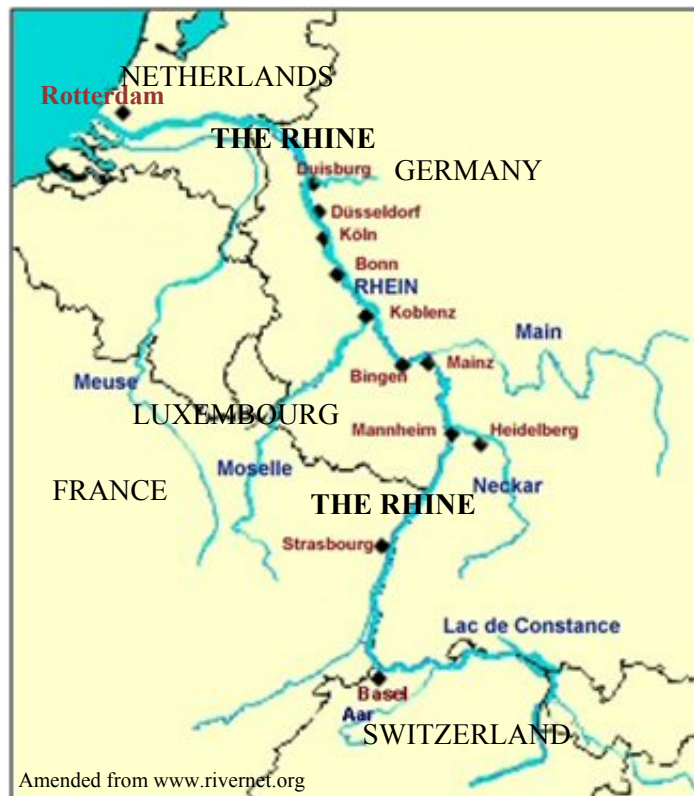 NETHERLANDS
Rotterdam
THE RHINE
Duisburg
GERMANY
Düsseldorf
Köln
Bonn
RHEIN
Koblenz
Main
Bingen
Mainz
Meuse
LUXEMBOURG
Mannheim
Heidelberg
Moselle
Neckar
FRANCE
THE RHINE
Strasbourg
Lac de Constance
Basel
Aar
SWITZERLAND
Amended from www.rivernet.org